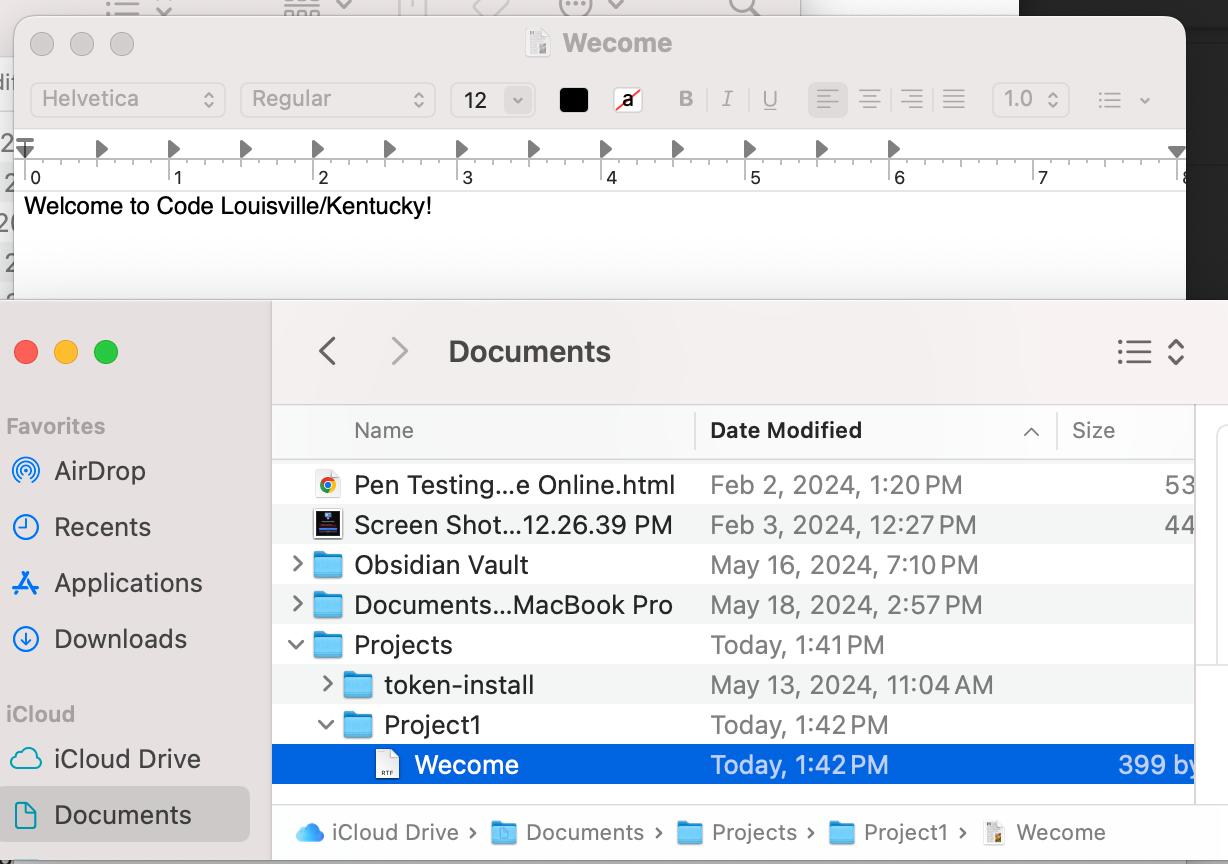 Wecome
Helvetica Regular 12 a B I U 1.0
0 1 2 3 4 5 6 7
Welcome to Code Louisville/Kentucky!
Documents
Favorites
AirDrop
Recents
Applications
Downloads
iCloud
iCloud Drive
Documents
Name Date Modified Size
Pen Testing...e Online.html Feb 2, 2024, 1:20 PM 53
Screen Shot...12.26.39 PM Feb 3, 2024, 12:27 PM 44
Obsidian Vault May 16, 2024, 7:10 PM
Documents...MacBook Pro May 18, 2024, 2:57 PM
Projects Today, 1:41 PM
token-install May 13, 2024, 11:04 AM
Project1 Today, 1:42 PM
RTF Wecome Today, 1:42 PM 399 by
iCloud Drive › Documents › Projects › Project1 › Wecome